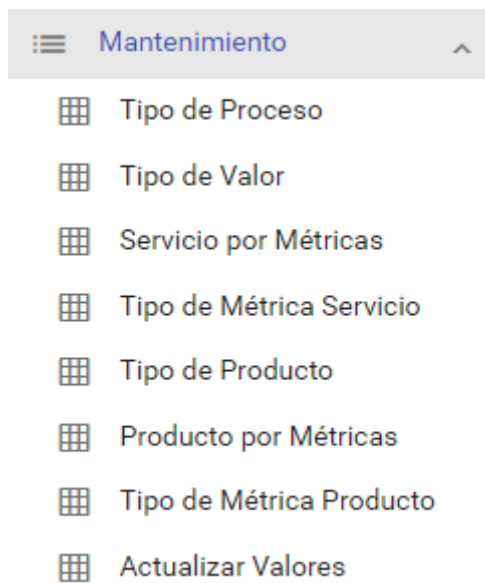 Mantenimiento
Tipo de Proceso
Tipo de Valor
Servicio por Métricas
Tipo de Métrica Servicio
Tipo de Producto
Producto por Métricas
Tipo de Métrica Producto
Actualizar Valores